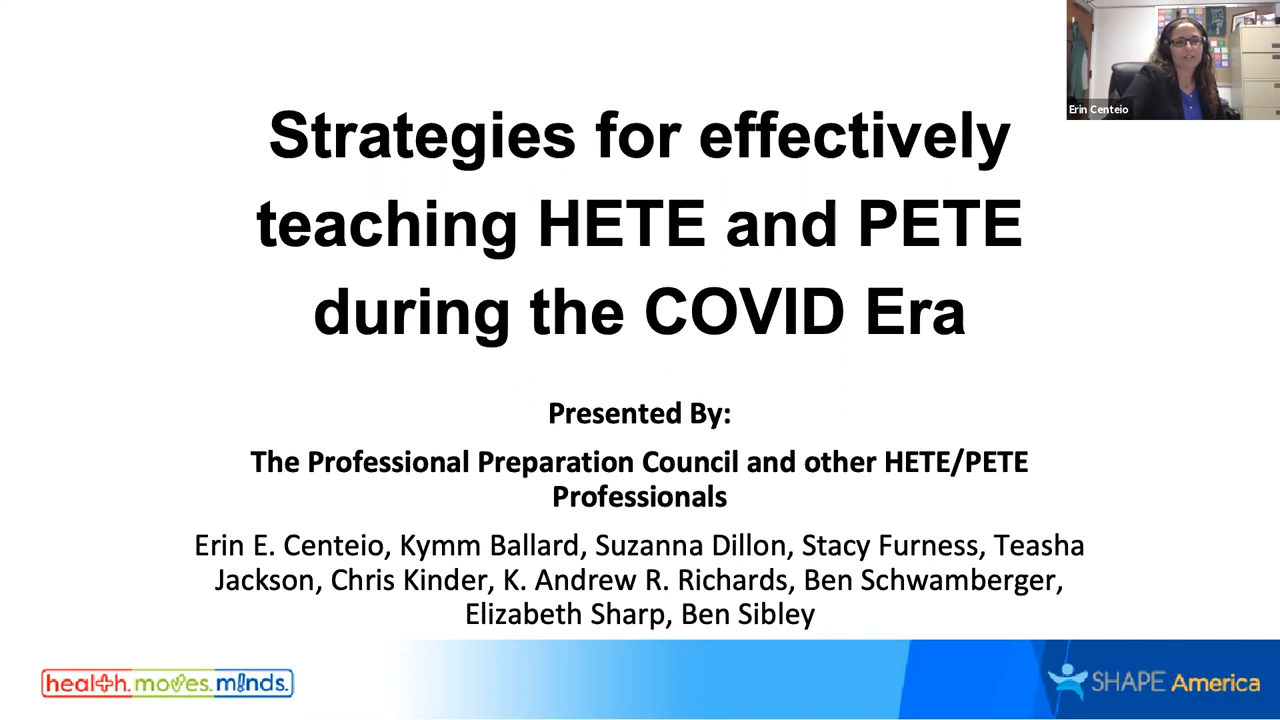 Erin Centeio
Strategies for effectively
teaching HETE and PETE
during the COVID Era
Presented By:
The Professional Preparation Council and other HETE/PETE
Professionals
Erin E. Centeio, Kymm Ballard, Suzanna Dillon, Stacy Furness, Teasha
Jackson, Chris Kinder, K. Andrew R. Richards, Ben Schwamberger,
Elizabeth Sharp, Ben Sibley
health. moves. minds.
SHAPE America